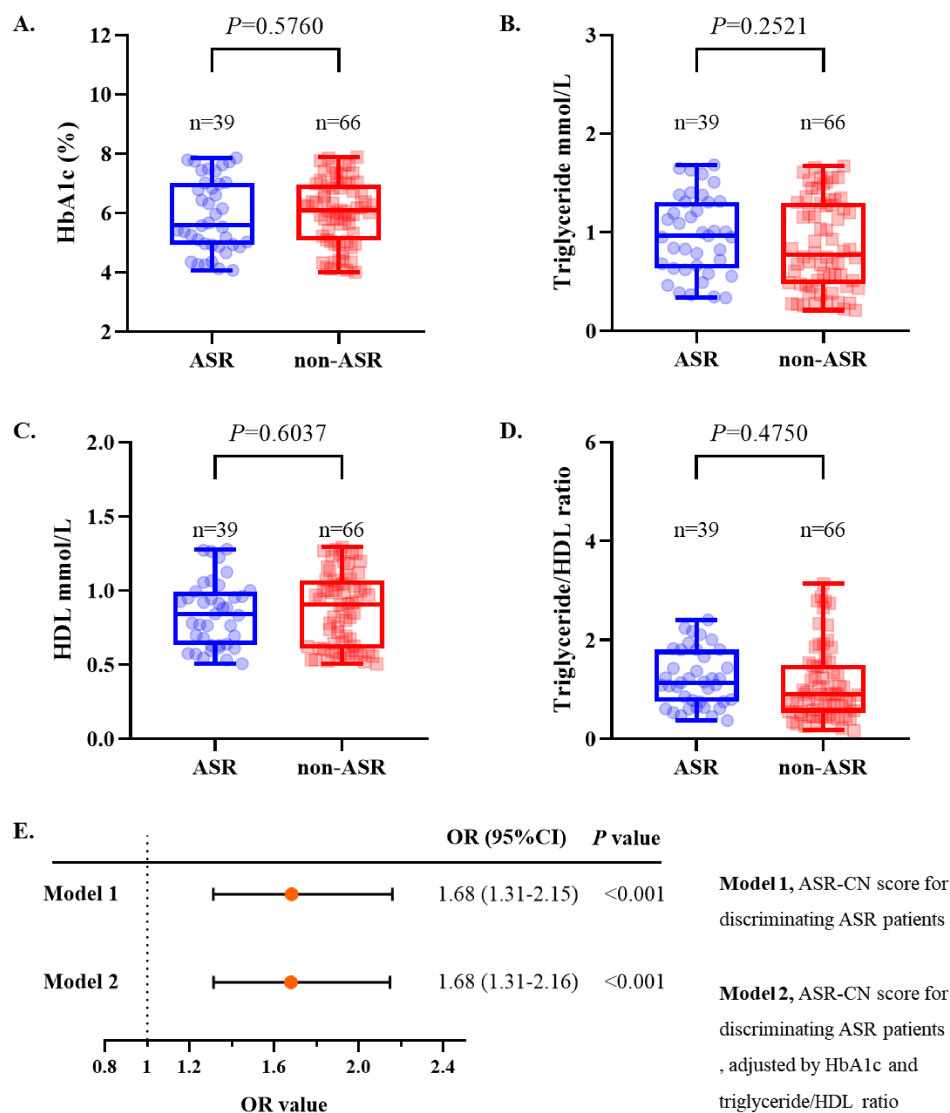 A.
P=0.5760
HbA1c (%)
12
10
8
6
4
2
n=39
n=66
ASR
non-ASR
B.
P=0.2521
Triglyceride mmol/L
3
2
1
0
n=39
n=66
ASR
non-ASR
C.
P=0.6037
HDL mmol/L
2.0
1.5
1.0
0.5
0.0
n=39
n=66
ASR
non-ASR
D.
P=0.4750
Triglyceride/HDL ratio
6
4
2
0
n=39
n=66
ASR
non-ASR
E.
OR (95%CI) P value
Model 1 1.68 (1.31-2.15) <0.001
Model 2 1.68 (1.31-2.16) <0.001
0.8 1 1.2 1.6 2.0 2.4
OR value
Model 1, ASR-CN score for
discriminating ASR patients
Model 2, ASR-CN score for
discriminating ASR patients
, adjusted by HbA1c and
triglyceride/HDL ratio